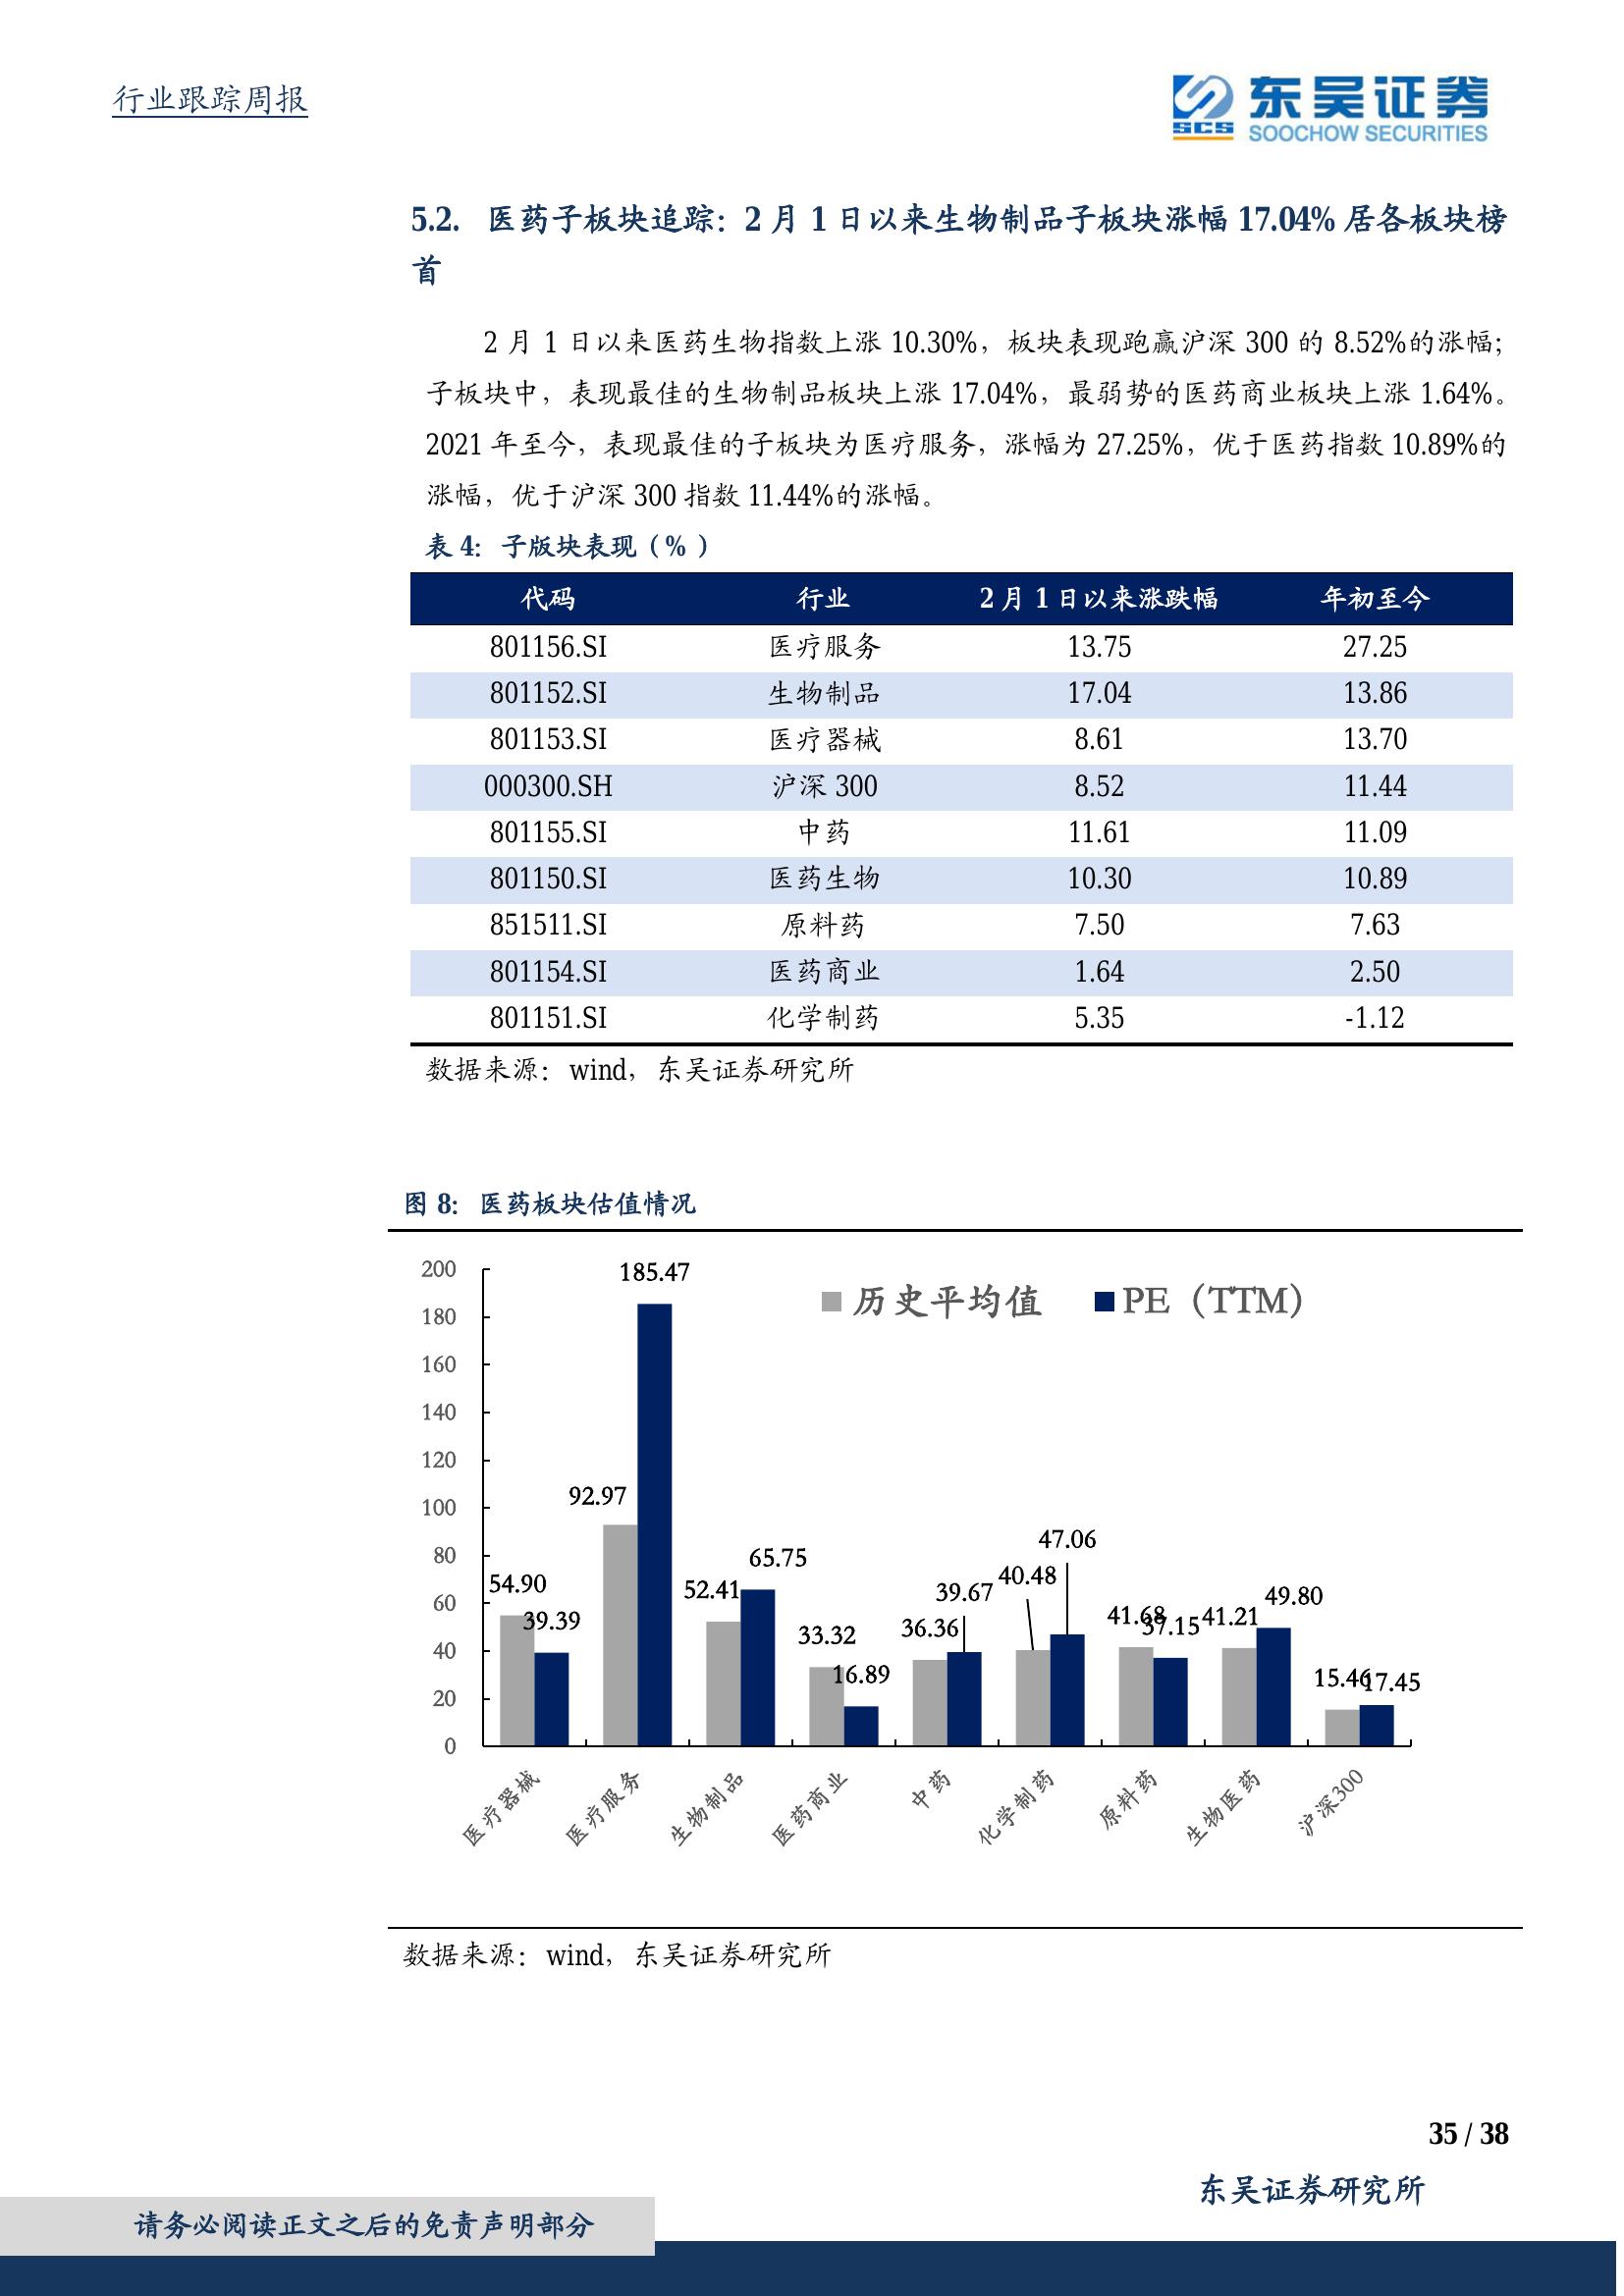 行业跟踪周报
东吴证券
SCS
SOOCHOW SECURITIES
5.2. 医药子板块追踪：2 月 1 日以来生物制品子板块涨幅 17.04% 居各板块榜
首
2 月 1 日以来医药生物指数上涨 10.30%，板块表现跑赢沪深 300 的 8.52%的涨幅；
子板块中，表现最佳的生物制品板块上涨 17.04%，最弱势的医药商业板块上涨 1.64%。
2021 年至今，表现最佳的子板块为医疗服务，涨幅为 27.25%，优于医药指数 10.89%的
涨幅，优于沪深 300 指数 11.44%的涨幅。
表 4：子版块表现（%）
代码 行业 2 月 1 日以来涨跌幅 年初至今
801156.SI 医疗服务 13.75 27.25
801152.SI 生物制品 17.04 13.86
801153.SI 医疗器械 8.61 13.70
000300.SH 沪深 300 8.52 11.44
801155.SI 中药 11.61 11.09
801150.SI 医药生物 10.30 10.89
851511.SI 原料药 7.50 7.63
801154.SI 医药商业 1.64 2.50
801151.SI 化学制药 5.35 -1.12
数据来源：wind，东吴证券研究所
图 8：医药板块估值情况
历史平均值 PE（TTM）
200
180
160
140
120
100
80
60
40
20
0
54.90 39.39
92.97 185.47
52.41 65.75
33.32 16.89
36.36 39.67
40.48 47.06
41.68 37.15
41.21 49.80
15.46 17.45
医疗器械 医疗服务 生物制品 医药商业 中药 化学制药 原料药 生物医药 沪深300
数据来源：wind，东吴证券研究所
35 / 38
东吴证券研究所
请务必阅读正文之后的免责声明部分